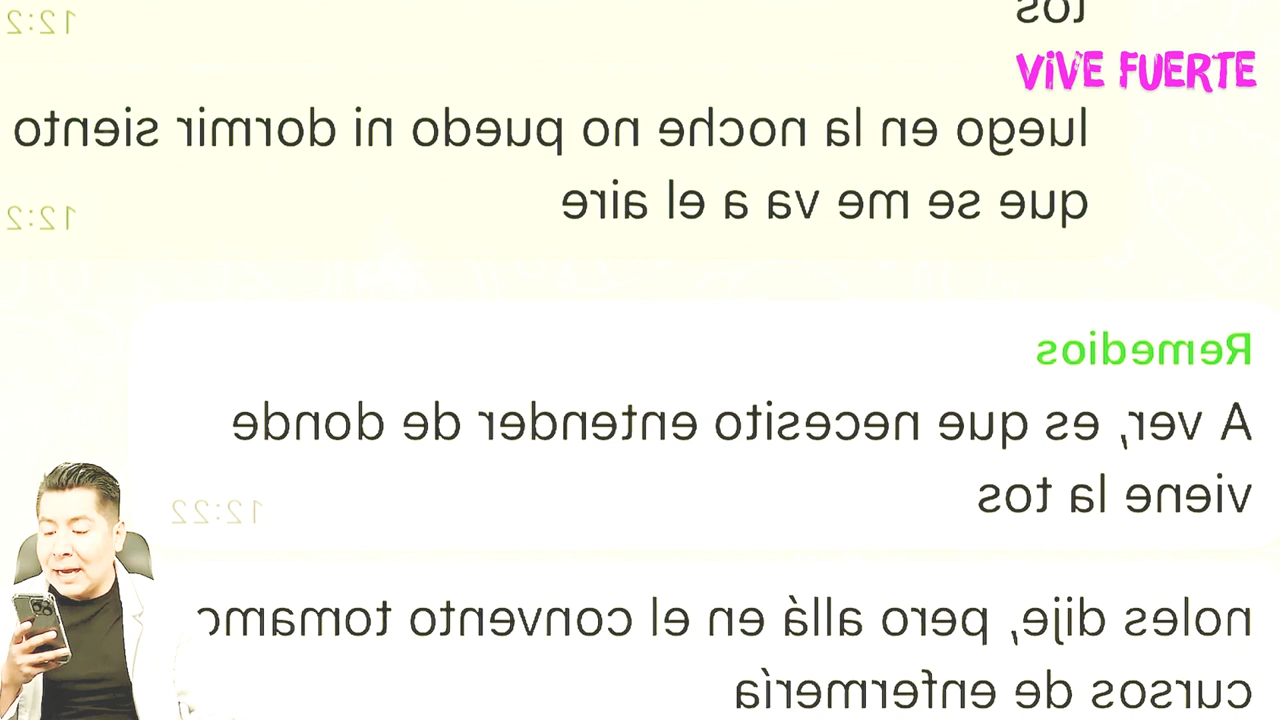 tos
12:2
VIVE FUERTE
luego en la noche no puedo ni dormir siento
que se me va a el aire
12:2
Remedios
A ver, es que necesito entender de donde
viene la tos
12:22
noles dije, pero allá en el convento tomamo
cursos de enfermería